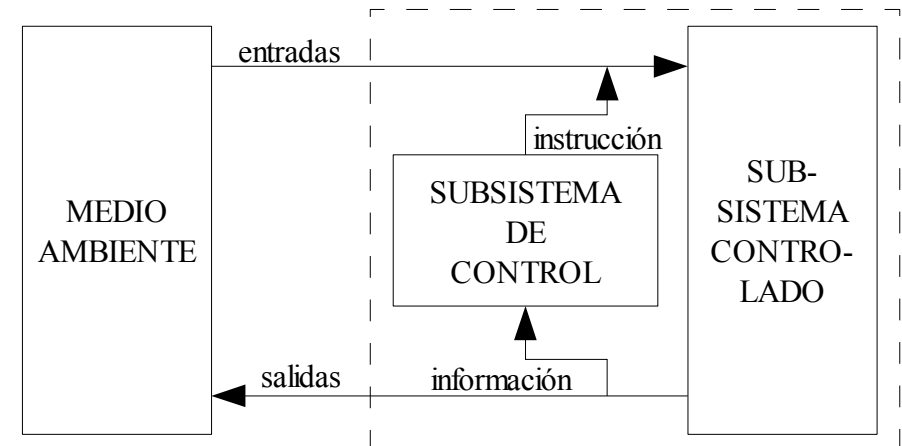 entradas
instrucción
MEDIO
AMBIENTE
SUBSISTEMA
DE
CONTROL
SUB-
SISTEMA
CONTRO-
LADO
salidas
información